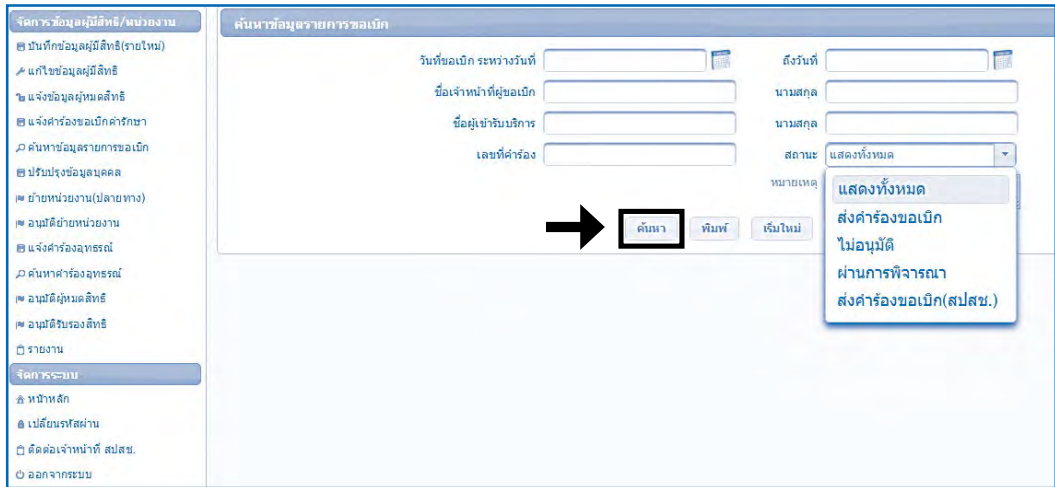 จัดการข้อมูลผู้มีสิทธิ/หน่วยงาน
บันทึกข้อมูลผู้มีสิทธิ(รายใหม่)
แก้ไขข้อมูลผู้มีสิทธิ
แจ้งข้อมูลผู้หมดสิทธิ
แจ้งคำร้องขอเบิกค่ารักษา
ค้นหาข้อมูลรายการขอเบิก
ปรับปรุงข้อมูลบุคคล
ย้ายหน่วยงาน(ปลายทาง)
อนุมัติย้ายหน่วยงาน
แจ้งคำร้องอุทธรณ์
ค้นหาคำร้องอุทธรณ์
อนุมัติผู้หมดสิทธิ
อนุมัติรับรองสิทธิ
รายงาน
จัดการระบบ
หน้าหลัก
เปลี่ยนรหัสผ่าน
ติดต่อเจ้าหน้าที่ สปสช.
ออกจากระบบ
ค้นหาข้อมูลรายการขอเบิก
วันที่ขอเบิก ระหว่างวันที่ ถึงวันที่
ชื่อเจ้าหน้าที่ผู้ขอเบิก นามสกุล
ชื่อผู้เข้ารับบริการ นามสกุล
เลขที่คำร้อง สถานะ แสดงทั้งหมด
หมายเหตุ
แสดงทั้งหมด
ส่งคำร้องขอเบิก
ไม่อนุมัติ
ผ่านการพิจารณา
ส่งคำร้องขอเบิก(สปสช.)
ค้นหา พิมพ์ เริ่มใหม่